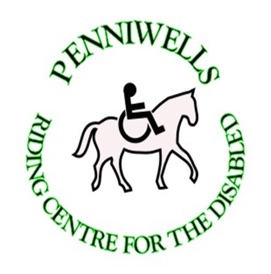 PENNIWELLS
RIDING CENTRE FOR THE DISABLED